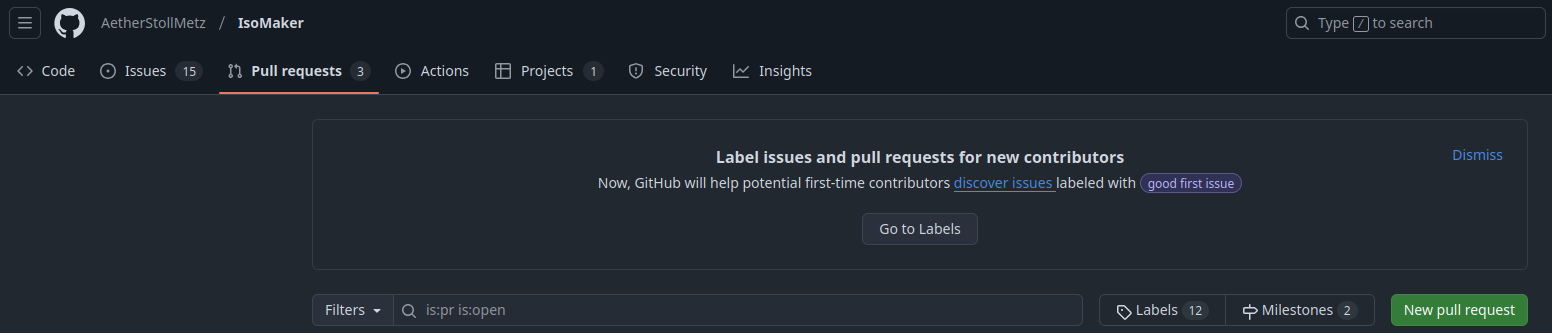 AetherStollMetz / IsoMaker
Type / to search
Code Issues 15 Pull requests 3 Actions Projects 1 Security Insights
Label issues and pull requests for new contributors
Dismiss
Now, GitHub will help potential first-time contributors discover issues labeled with good first issue
Go to Labels
Filters is:pr is:open Labels 12 Milestones 2 New pull request